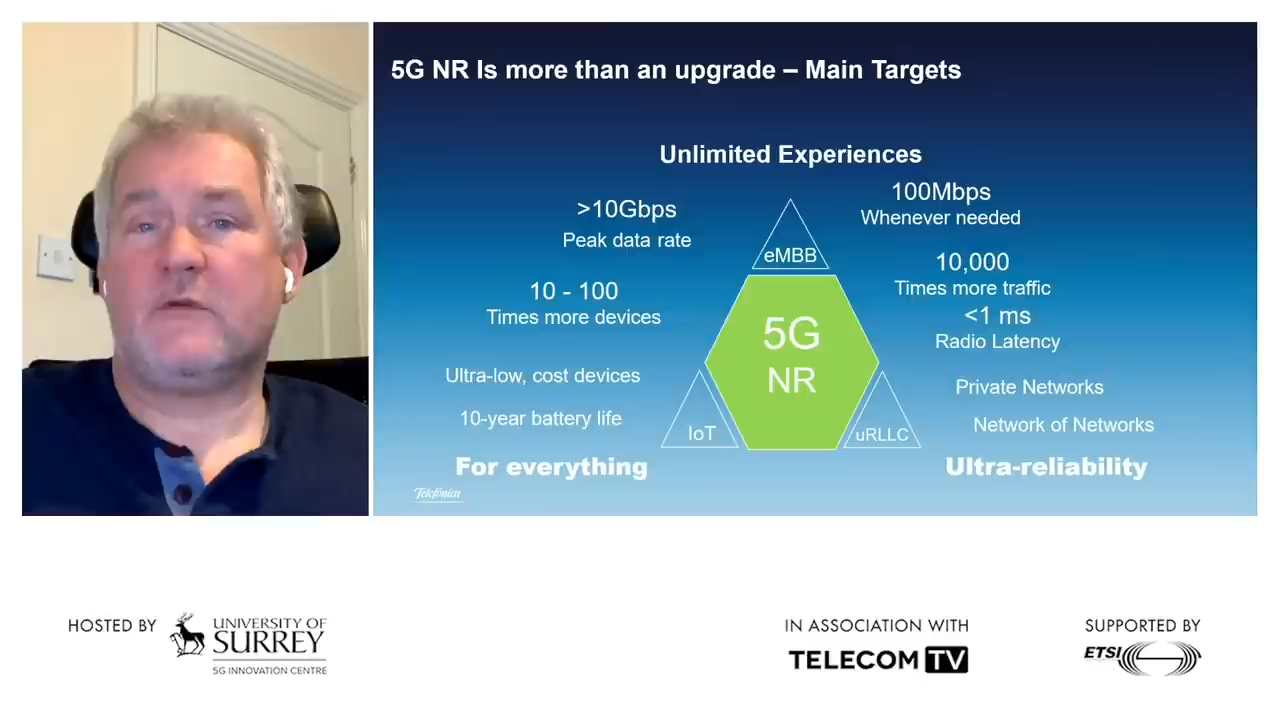 5G NR Is more than an upgrade – Main Targets
Unlimited Experiences
>10Gbps
Peak data rate
100Mbps
Whenever needed
eMBB
10 - 100
Times more devices
10,000
Times more traffic
<1 ms
Radio Latency
5G
NR
Ultra-low, cost devices
10-year battery life
IoT
uRLLC
Private Networks
Network of Networks
For everything
Ultra-reliability
Telefónica
HOSTED BY
UNIVERSITY OF
SURREY
5G INNOVATION CENTRE
IN ASSOCIATION WITH
TELECOM TV
SUPPORTED BY
ETSI